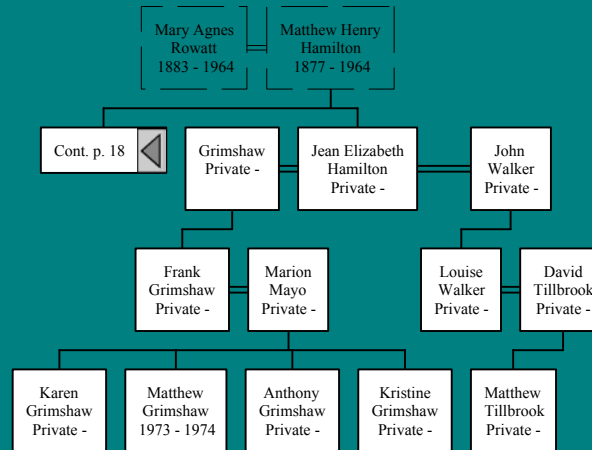 Mary Agnes
Rowatt
1883 - 1964
Matthew Henry
Hamilton
1877 - 1964
Cont. p. 18
Grimshaw
Private -
Jean Elizabeth
Hamilton
Private -
John
Walker
Private -
Frank
Grimshaw
Private -
Marion
Mayo
Private -
Louise
Walker
Private -
David
Tillbrook
Private -
Karen
Grimshaw
Private -
Matthew
Grimshaw
1973 - 1974
Anthony
Grimshaw
Private -
Kristine
Grimshaw
Private -
Matthew
Tillbrook
Private -